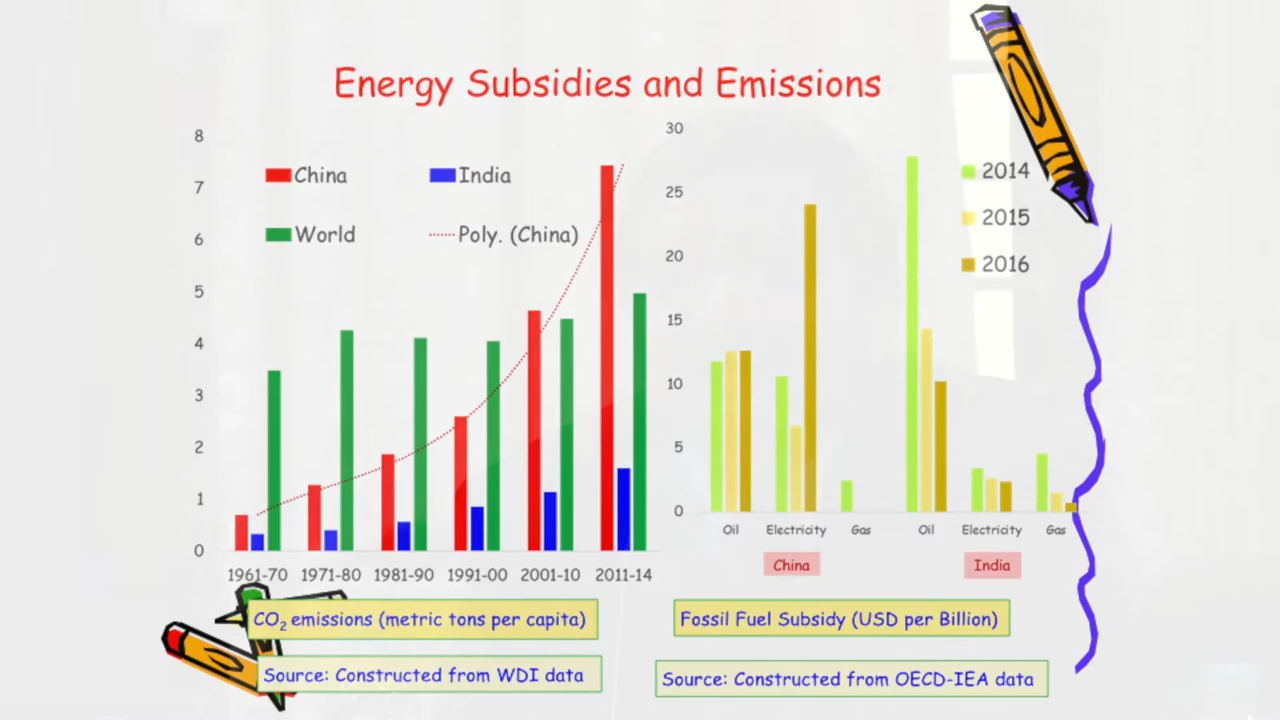 Energy Subsidies and Emissions
8
7
6
5
4
3
2
1
0
China
India
World
Poly. (China)
1961-70 1971-80 1981-90 1991-00 2001-10 2011-14
CO2 emissions (metric tons per capita)
Source: Constructed from WDI data
30
25
20
15
10
5
0
2014
2015
2016
Oil Electricity Gas Oil Electricity Gas
China India
Fossil Fuel Subsidy (USD per Billion)
Source: Constructed from OECD-IEA data